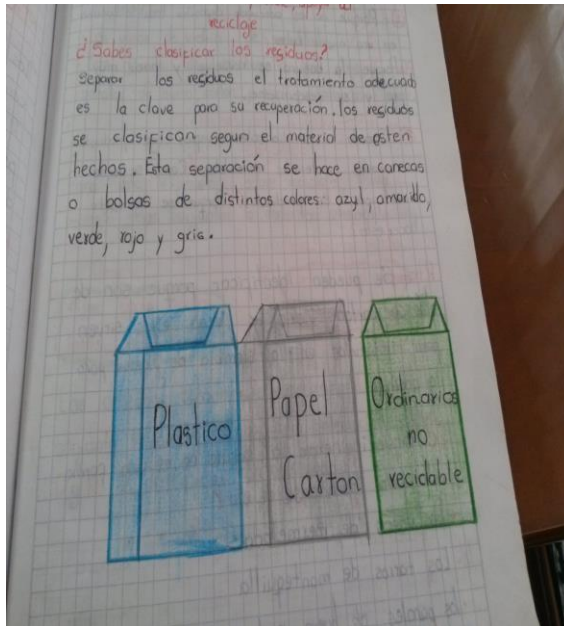 reciclaje
¿Sabes clasificar los residuos?
Separar los residuos el tratamiento adecuado
es la clave para su recuperación. los residuos
se clasifican segun el material de osten
hechos. Esta separación se hace en canecas
o bolsas de distintos colores: azul, amarillo,
verde, rojo y gris.
Plastico
Papel
Carton
Ordinarios
no
reciclable